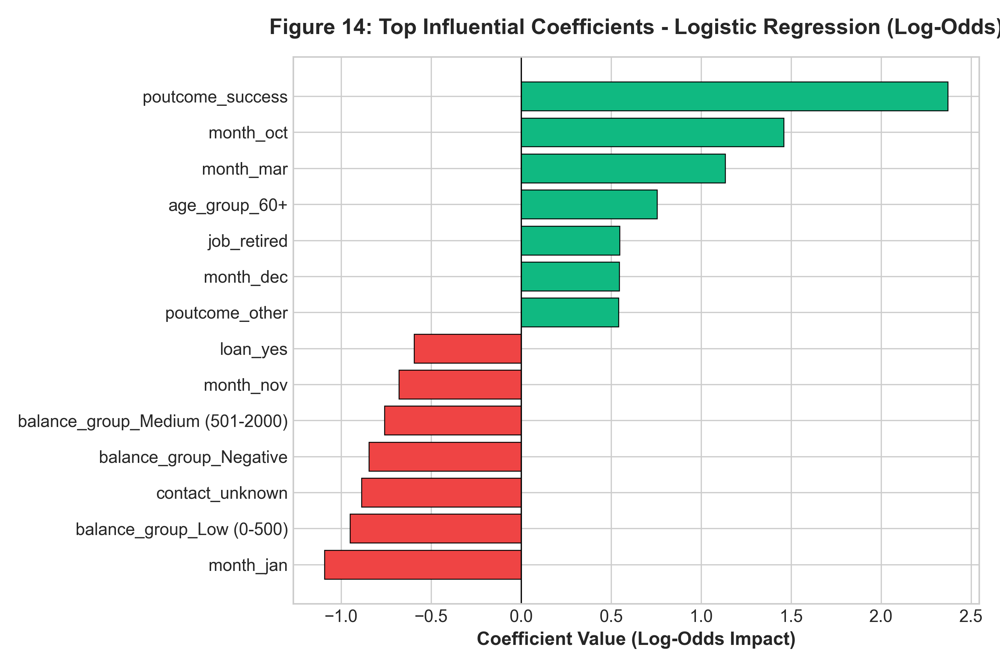 Figure 14: Top Influential Coefficients - Logistic Regression (Log-Odds)
poutcome_success
month_oct
month_mar
age_group_60+
job_retired
month_dec
poutcome_other
loan_yes
month_nov
balance_group_Medium (501-2000)
balance_group_Negative
contact_unknown
balance_group_Low (0-500)
month_jan
−1.0 −0.5 0.0 0.5 1.0 1.5 2.0 2.5
Coefficient Value (Log-Odds Impact)